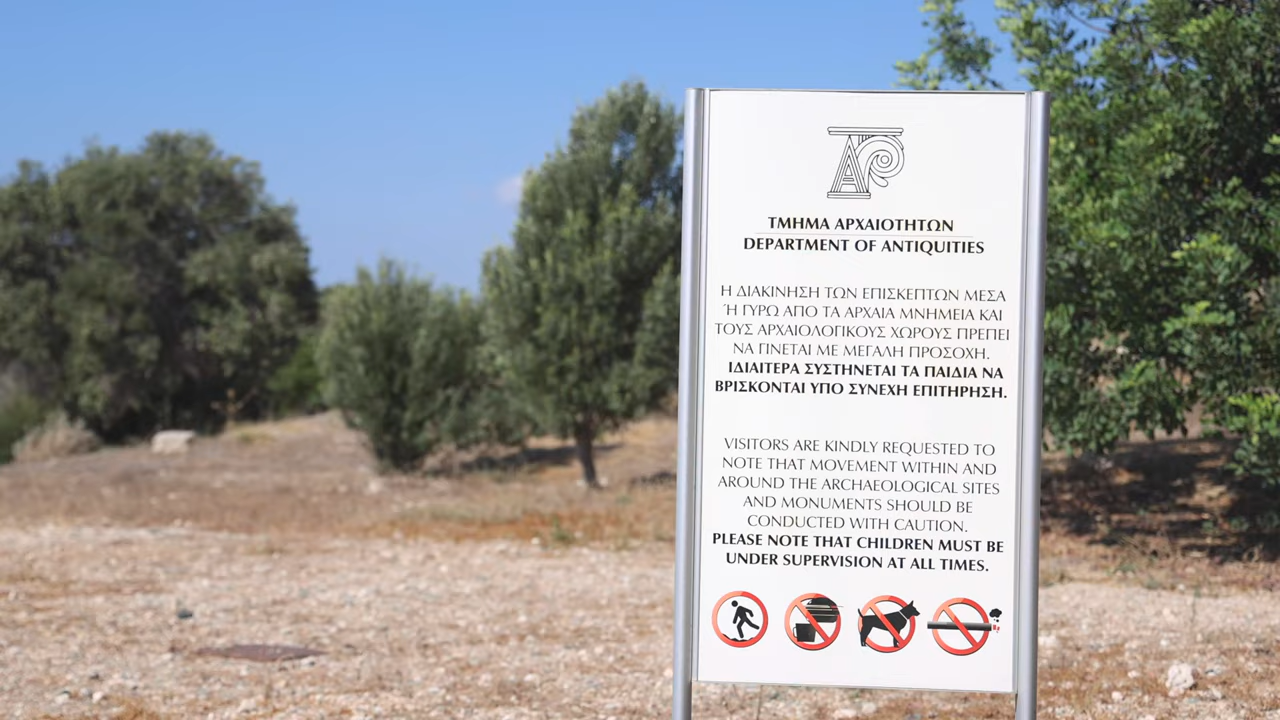 ΤΜΗΜΑ ΑΡΧΑΙΟΤΗΤΩΝ
DEPARTMENT OF ANTIQUITIES
Η ΔΙΑΚΙΝΗΣΗ ΤΩΝ ΕΠΙΣΚΕΠΤΩΝ ΜΕΣΑ
Ή ΓΥΡΩ ΑΠΟ ΤΑ ΑΡΧΑΙΑ ΜΝΗΜΕΙΑ ΚΑΙ
ΤΟΥΣ ΑΡΧΑΙΟΛΟΓΙΚΟΥΣ ΧΩΡΟΥΣ ΠΡΕΠΕΙ
ΝΑ ΓΙΝΕΤΑΙ ΜΕ ΜΕΓΑΛΗ ΠΡΟΣΟΧΗ.
ΙΔΙΑΙΤΕΡΑ ΣΥΣΤΗΝΕΤΑΙ ΤΑ ΠΑΙΔΙΑ ΝΑ
ΒΡΙΣΚΟΝΤΑΙ ΥΠΟ ΣΥΝΕΧΗ ΕΠΙΤΗΡΗΣΗ.
VISITORS ARE KINDLY REQUESTED TO
NOTE THAT MOVEMENT WITHIN AND
AROUND THE ARCHAEOLOGICAL SITES
AND MONUMENTS SHOULD BE
CONDUCTED WITH CAUTION.
PLEASE NOTE THAT CHILDREN MUST BE
UNDER SUPERVISION AT ALL TIMES.